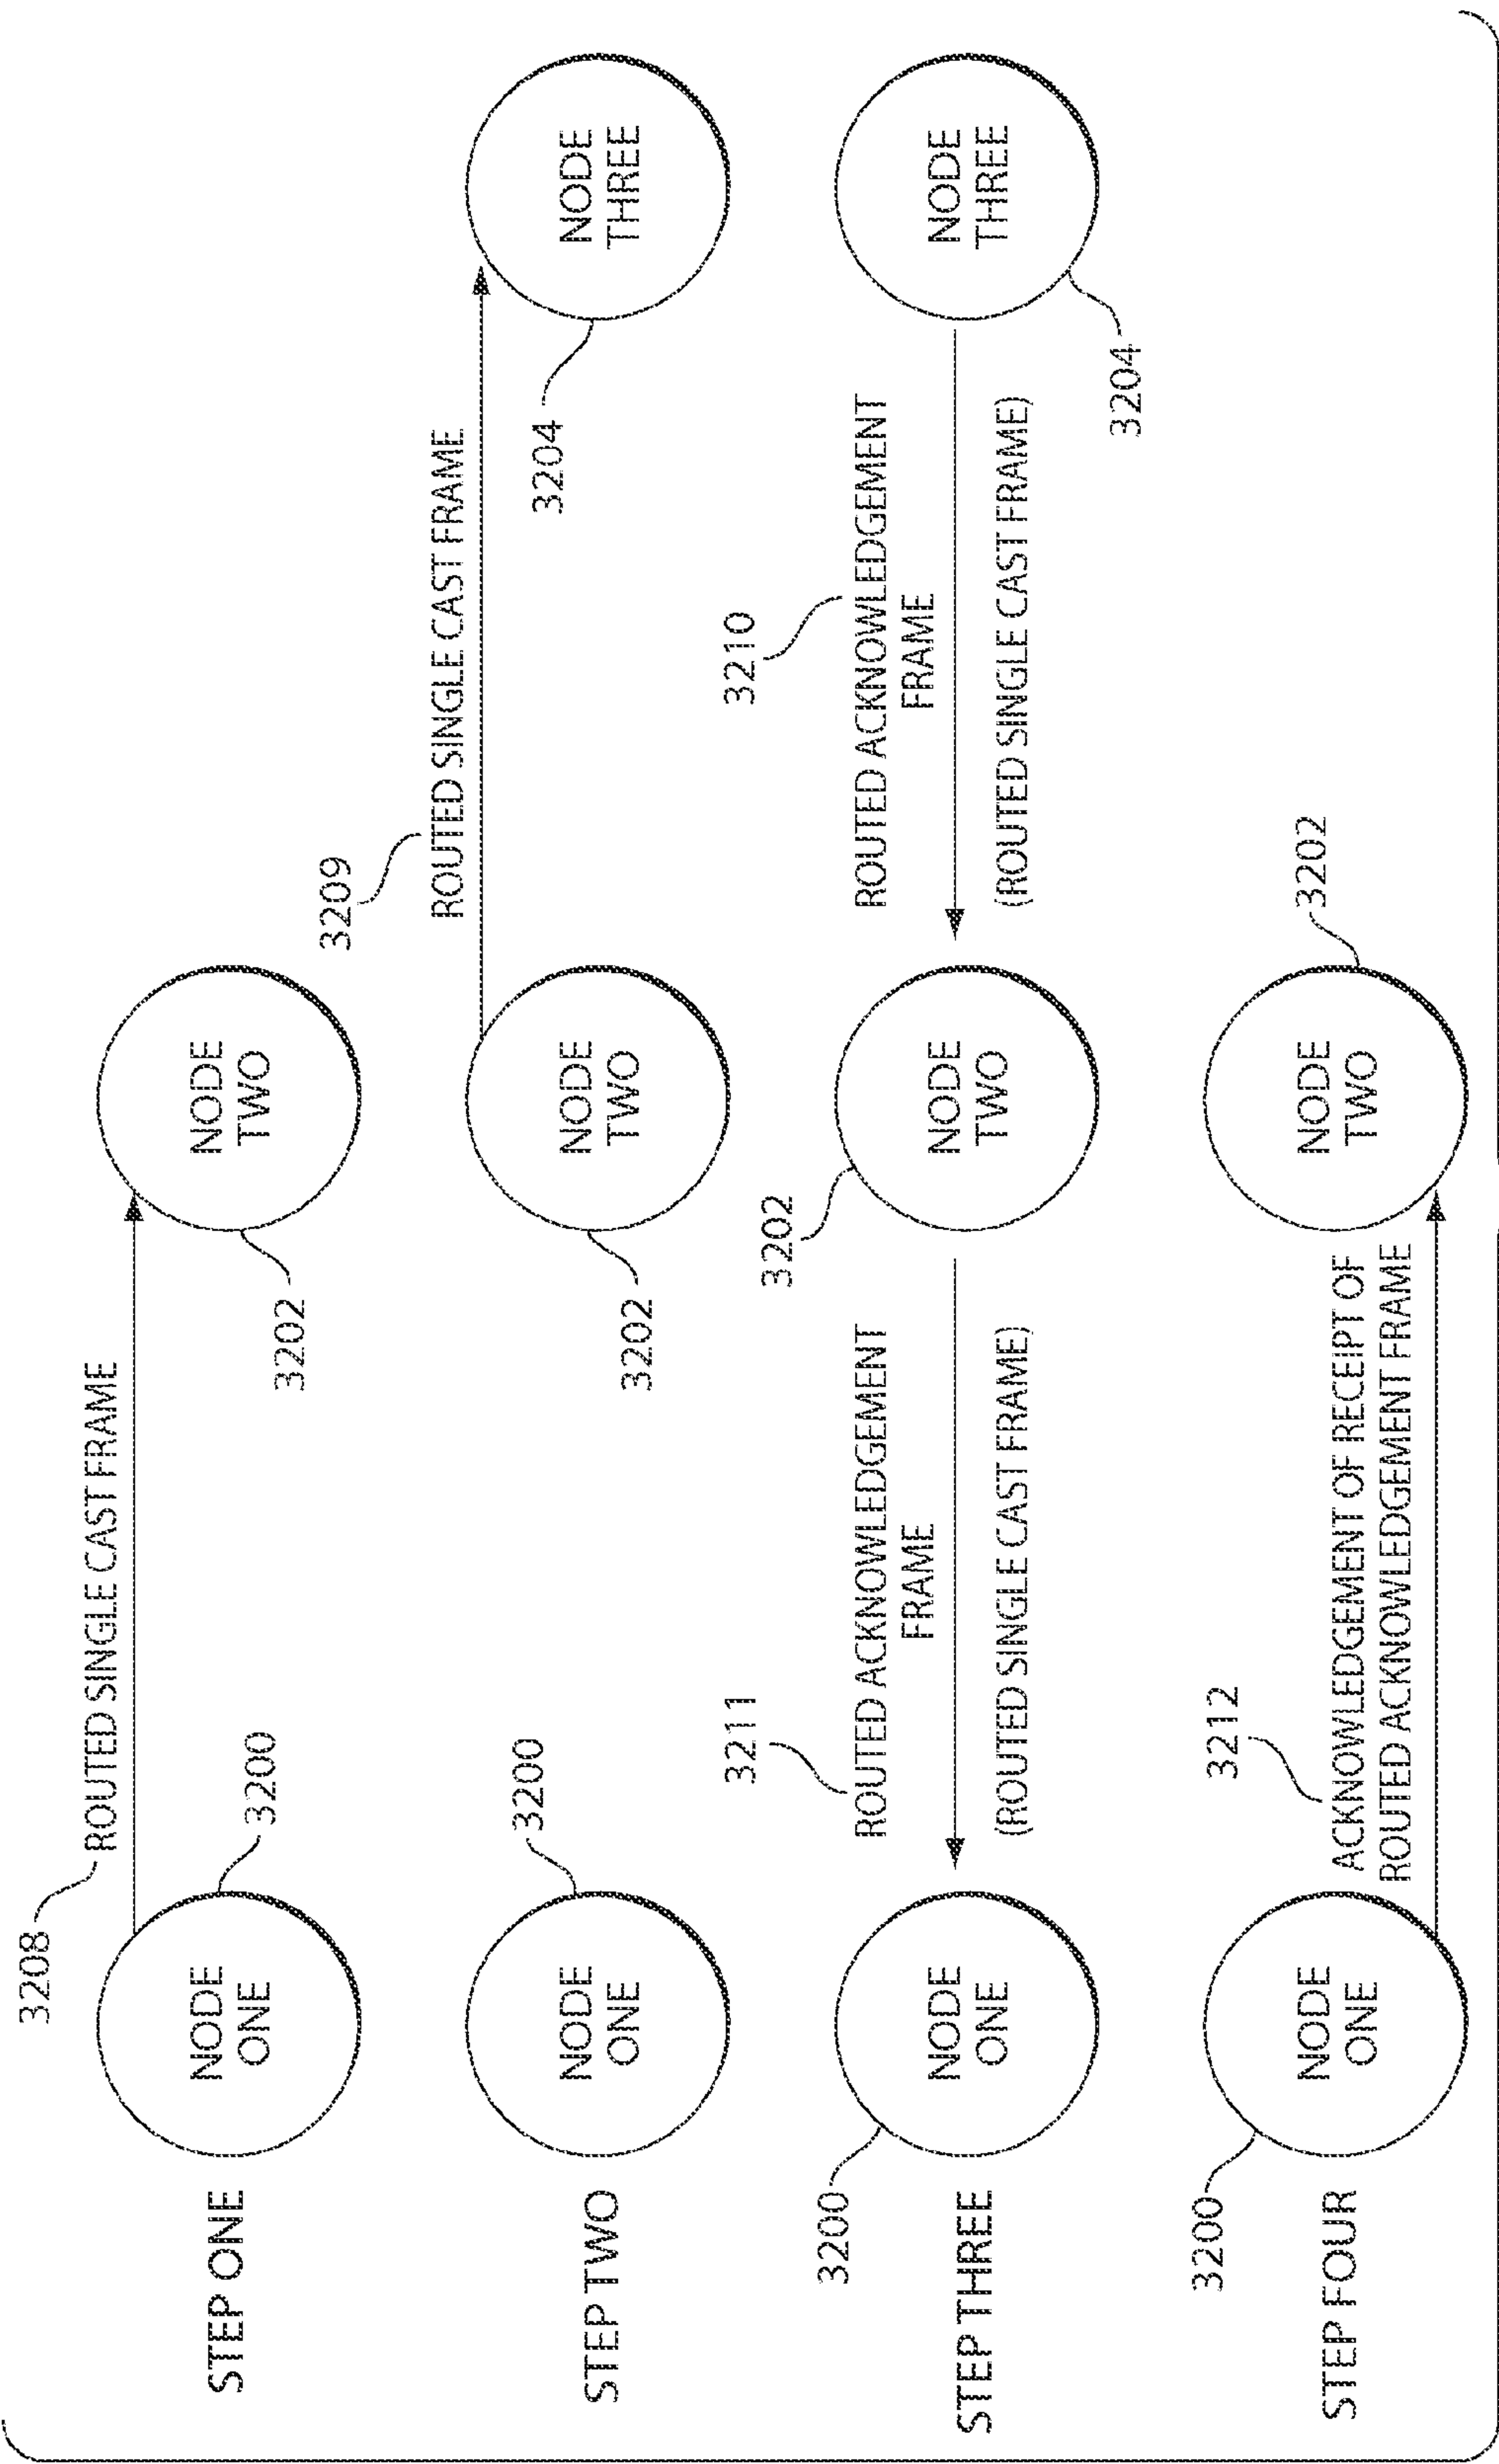 3208
ROUTED SINGLE CAST FRAME
3200
3202
STEP ONE
NODE
ONE
NODE
TWO
3209
ROUTED SINGLE CAST FRAME
3200
3202
3204
STEP TWO
NODE
ONE
NODE
TWO
NODE
THREE
3211
3210
3202
ROUTED ACKNOWLEDGEMENT
FRAME
ROUTED ACKNOWLEDGEMENT
FRAME
3200
STEP THREE
NODE
ONE
NODE
TWO
NODE
THREE
(ROUTED SINGLE CAST FRAME)
(ROUTED SINGLE CAST FRAME)
3204
3212
3202
3200
STEP FOUR
NODE
ONE
ACKNOWLEDGEMENT OF RECEIPT OF
ROUTED ACKNOWLEDGEMENT FRAME
NODE
TWO